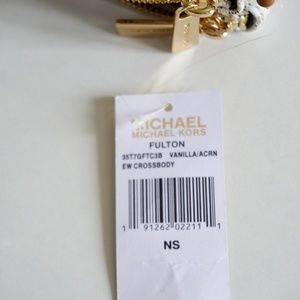 MICHAEL
MICHAEL KORS
FULTON
35T7GFTC3B VANILLA/ACRN
EW CROSSBODY
1 91262 02211 1
NS